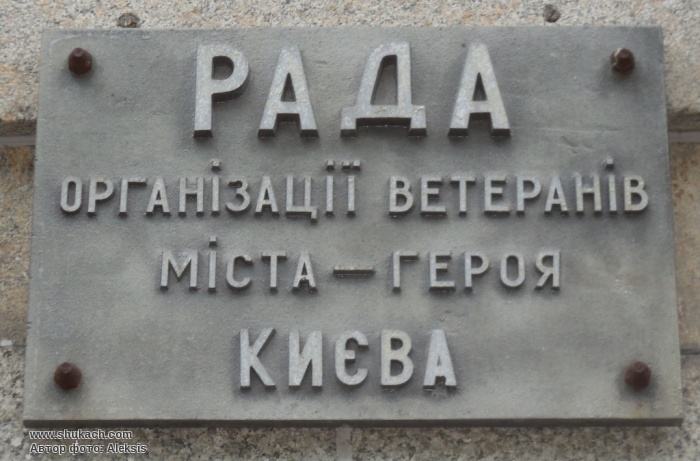 РАДА
ОРГАНІЗАЦІЇ ВЕТЕРАНІВ
МІСТА — ГЕРОЯ
КИЄВА
www.shukach.com
Автор фото: Aleksis